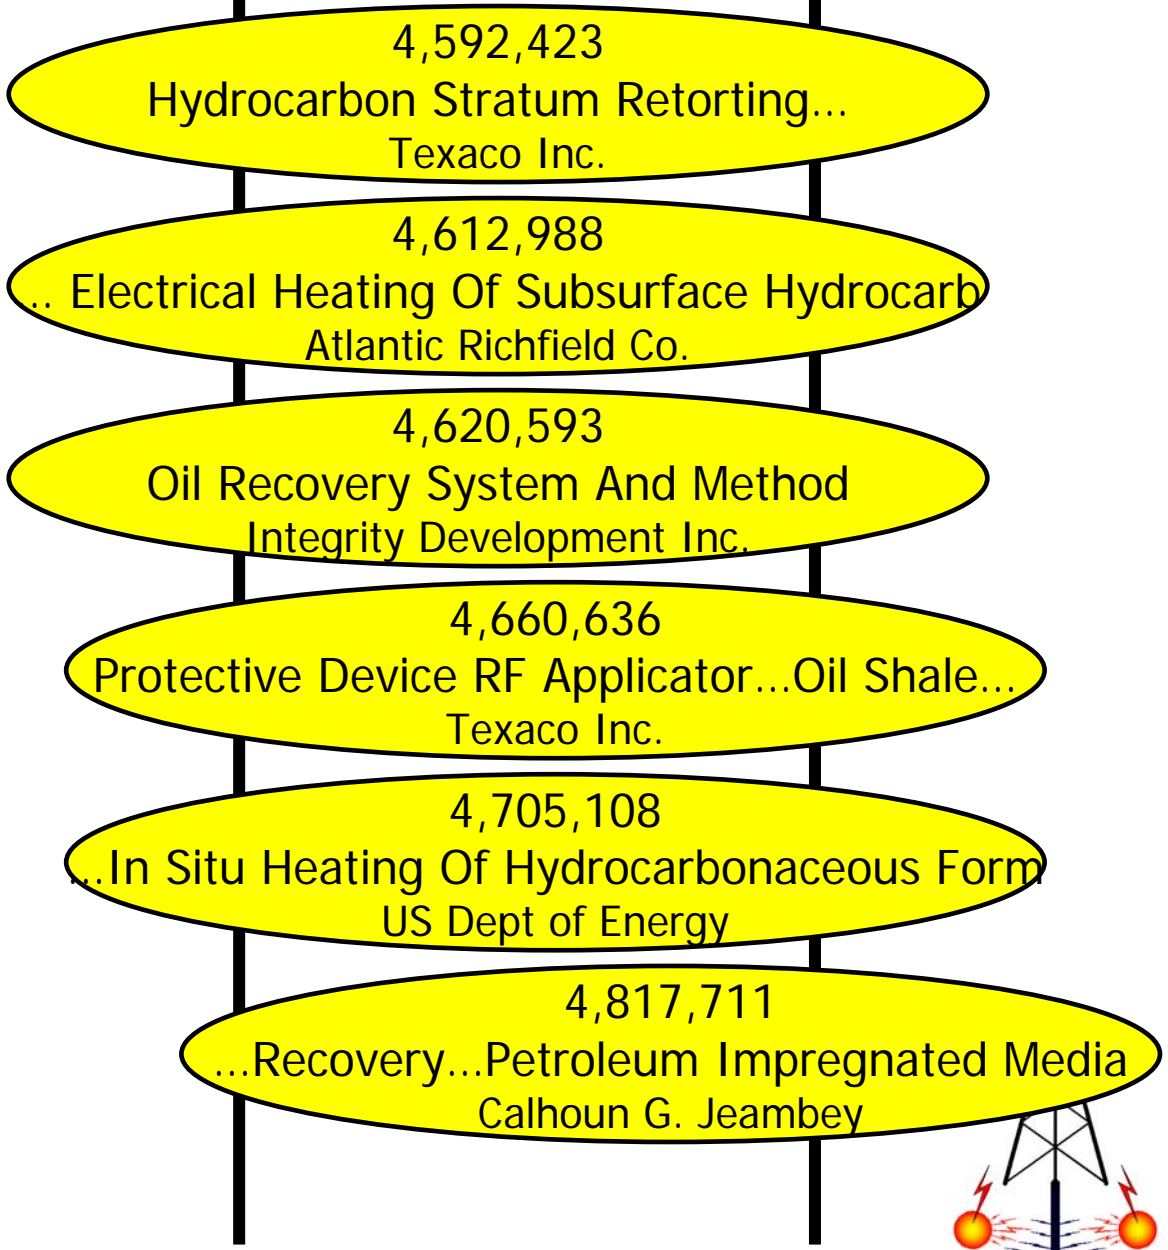 4,592,423
Hydrocarbon Stratum Retorting...
Texaco Inc.
... Electrical Heating Of Subsurface Hydrocarb
4,612,988
Atlantic Richfield Co.
4,620,593
Oil Recovery System And Method
Integrity Development Inc.
4,660,636
Protective Device RF Applicator...Oil Shale...
Texaco Inc.
4,705,108
...In Situ Heating Of Hydrocarbonaceous Form
US Dept of Energy
4,817,711
...Recovery...Petroleum Impregnated Media
Calhoun G. Jeambey